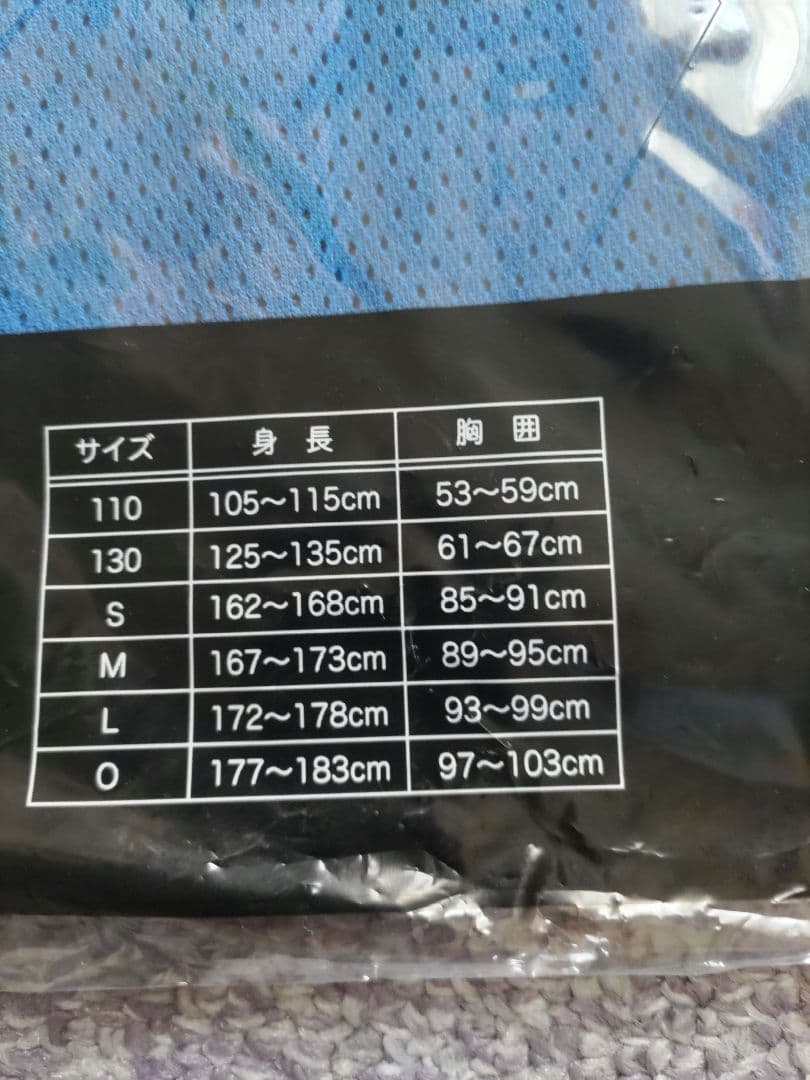 サイズ 身長 胸囲
110 105～115cm 53～59cm
130 125～135cm 61～67cm
S 162～168cm 85～91cm
M 167～173cm 89～95cm
L 172～178cm 93～99cm
O 177～183cm 97～103cm